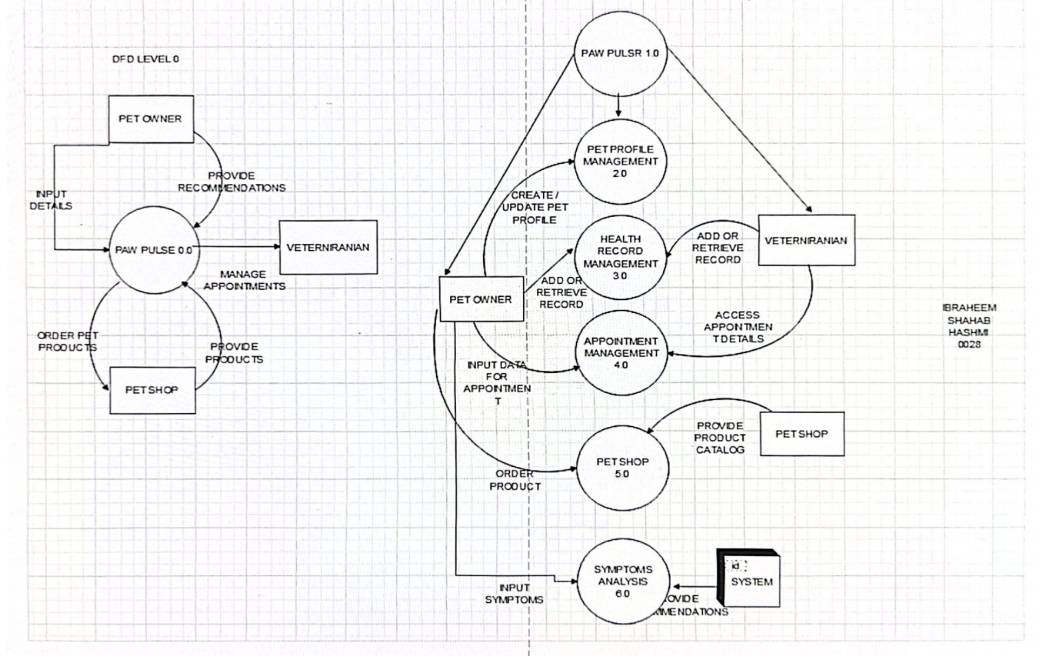 DFD LEVEL 0
PET OWNER
PROVIDE
RECOMMENDATIONS
INPUT
DETAILS
PAW PULSE 0.0
VETERNIRANIAN
MANAGE
APPOINTMENTS
ORDER PET
PRODUCTS
PROVIDE
PRODUCTS
PET SHOP
PAW PULSR 1.0
PET PROFILE
MANAGEMENT
2.0
CREATE /
UPDATE PET
PROFILE
HEALTH
RECORD
MANAGEMENT
3.0
ADD OR
RETRIEVE
RECORD
VETERNIRANIAN
PET OWNER
ADD OR
RETRIEVE
RECORD
ACCESS
APPOINTMEN
T DETAILS
APPOINTMENT
MANAGEMENT
4.0
INPUT DATA
FOR
APPOINTMEN
T
PROVIDE
PRODUCT
CATALOG
PET SHOP
PET SHOP
5.0
ORDER
PRODUCT
SYMPTOMS
ANALYSIS
6.0
id
SYSTEM
INPUT
SYMPTOMS
OVIDE
MMENDATIONS
IBRAHEEM
SHAHAB
HASHMI
0028